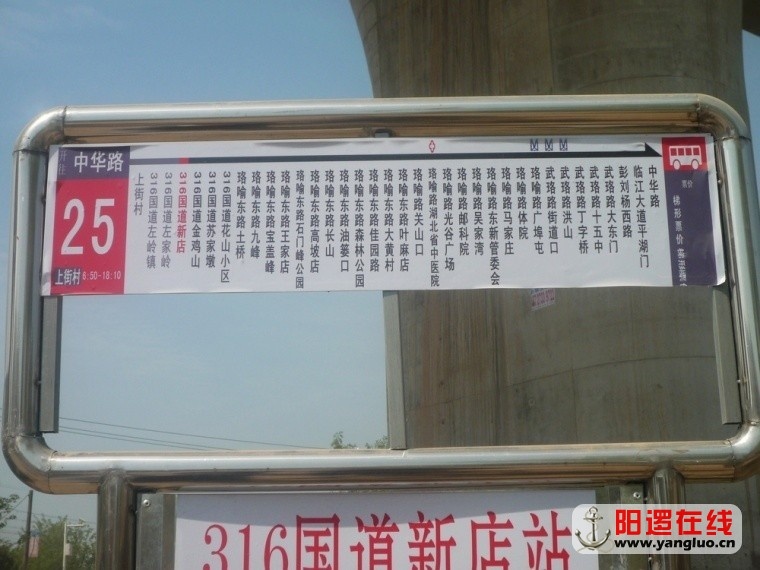 开往
中华路
25
上街村 6:50-18:10
上街村
316国道左岭镇
316国道左家岭
316国道新店
316国道金鸡山
316国道苏家墩
316国道花山小区
珞喻东路土桥
珞喻东路九峰
珞喻东路宝盖峰
珞喻东路王家店
珞喻东路石门峰公园
珞喻东路高坡店
珞喻东路长山
珞喻东路油篓口
珞喻东路森林公园
珞喻东路佳园路
珞喻东路大黄村
珞喻东路叶麻店
珞喻路关山口
珞喻路湖北省中医院
珞喻路光谷广场
珞喻路邮科院
珞喻路吴家湾
珞喻路东新管委会
珞喻路马家庄
珞喻路体院
珞喻路广埠屯
武珞路街道口
武珞路洪山
武珞路丁字桥
武珞路十五中
武珞路大东门
彭刘杨西路
临江大道平湖门
中华路
票价
梯形票价
316国道新店站
阳逻在线
www.yangluo.cn